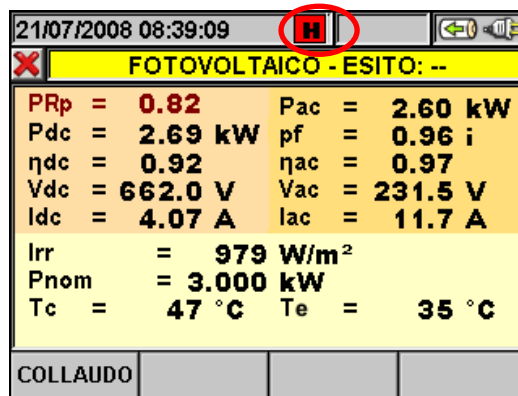 21/07/2008 08:39:09 H
FOTOVOLTAICO - ESITO: --
PRp = 0.82 Pac = 2.60 kW
Pdc = 2.69 kW pf = 0.96 i
ηdc = 0.92 ηac = 0.97
Vdc = 662.0 V Vac = 231.5 V
Idc = 4.07 A Iac = 11.7 A
Irr = 979 W/m²
Pnom = 3.000 kW
Tc = 47 °C Te = 35 °C
COLLAUDO